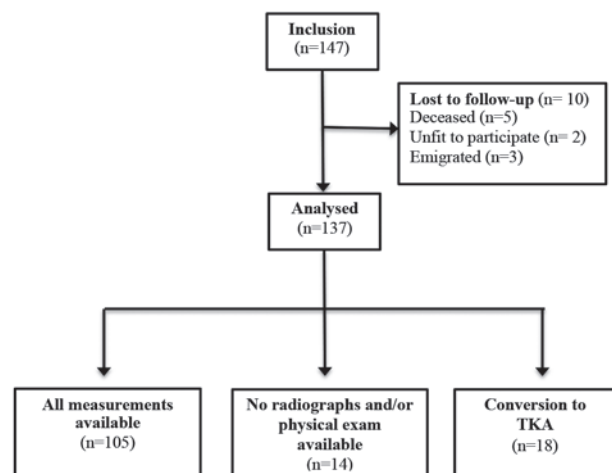 Inclusion
(n=147)
Lost to follow-up (n= 10)
Deceased (n=5)
Unfit to participate (n= 2)
Emigrated (n=3)
Analysed
(n=137)
All measurements
available
(n=105)
No radiographs and/or
physical exam
available
(n=14)
Conversion to
TKA
(n=18)